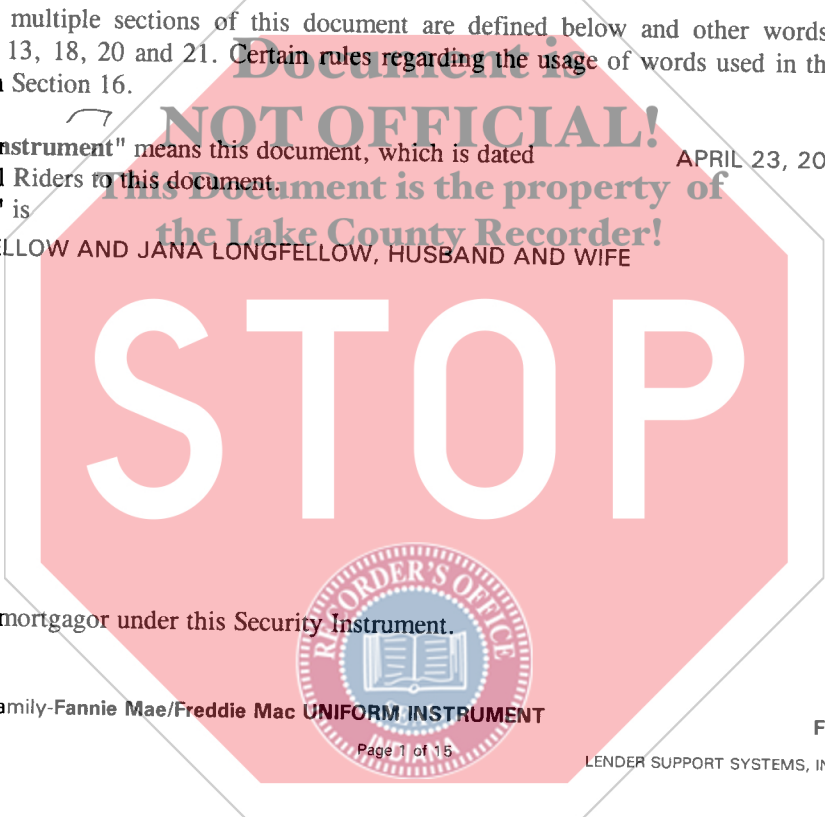 multiple sections of this document are defined below and other words
13, 18, 20 and 21. Certain rules regarding the usage of words used in th
Section 16.
Document is
NOT OFFICIAL!
nstrument" means this document, which is dated APRIL 23, 20
l Riders to this document.
This Document is the property of
" is
the Lake County Recorder!
ELLOW AND JANA LONGFELLOW, HUSBAND AND WIFE
STOP
RECORDER'S OFFICE
mortgagor under this Security Instrument.
amily-Fannie Mae/Freddie Mac UNIFORM INSTRUMENT
INDIANA
Page 1 of 15
F
LENDER SUPPORT SYSTEMS, IN